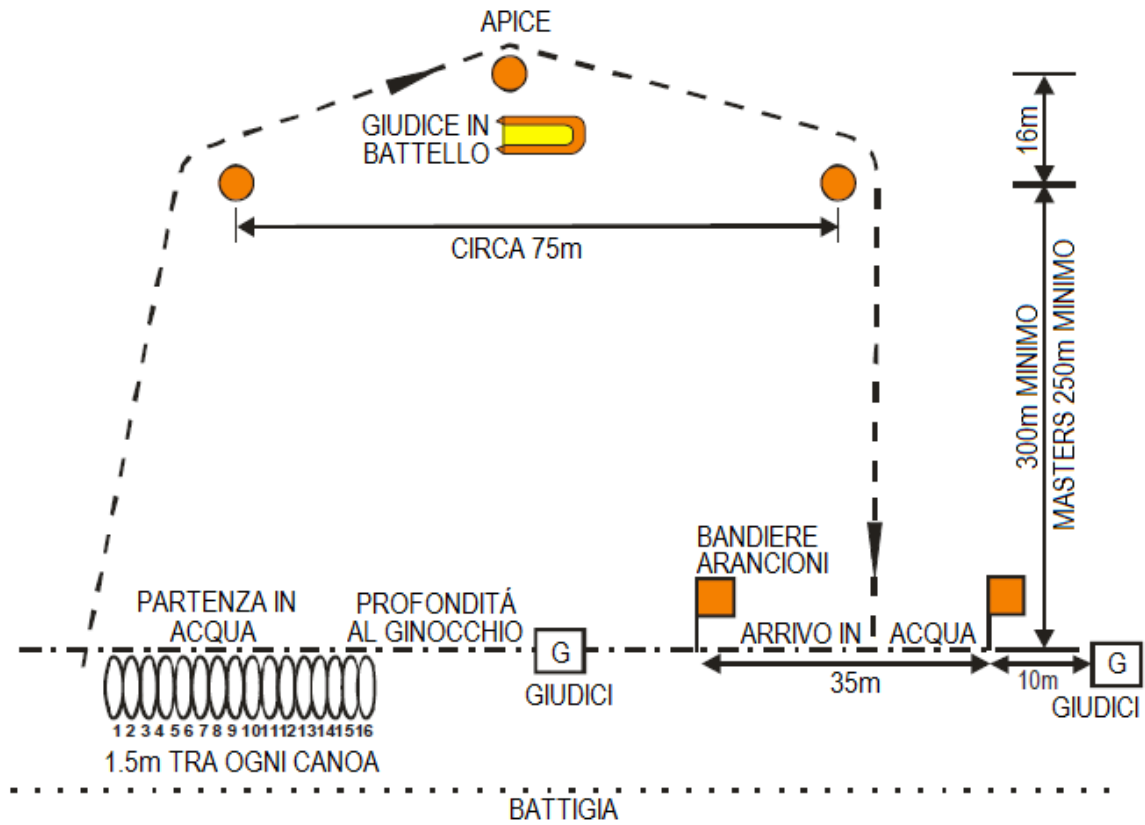 APICE
GIUDICE IN
BATTELLO
16m
CIRCA 75m
300m MINIMO
MASTERS 250m MINIMO
BANDIERE
ARANCIONI
PARTENZA IN
ACQUA
PROFONDITÁ
AL GINOCCHIO
G
GIUDICI
ARRIVO IN ACQUA
35m
10m
G
GIUDICI
1 2 3 4 5 6 7 8 9 10 11 12 13 14 15 16
1.5m TRA OGNI CANOA
BATTIGIA